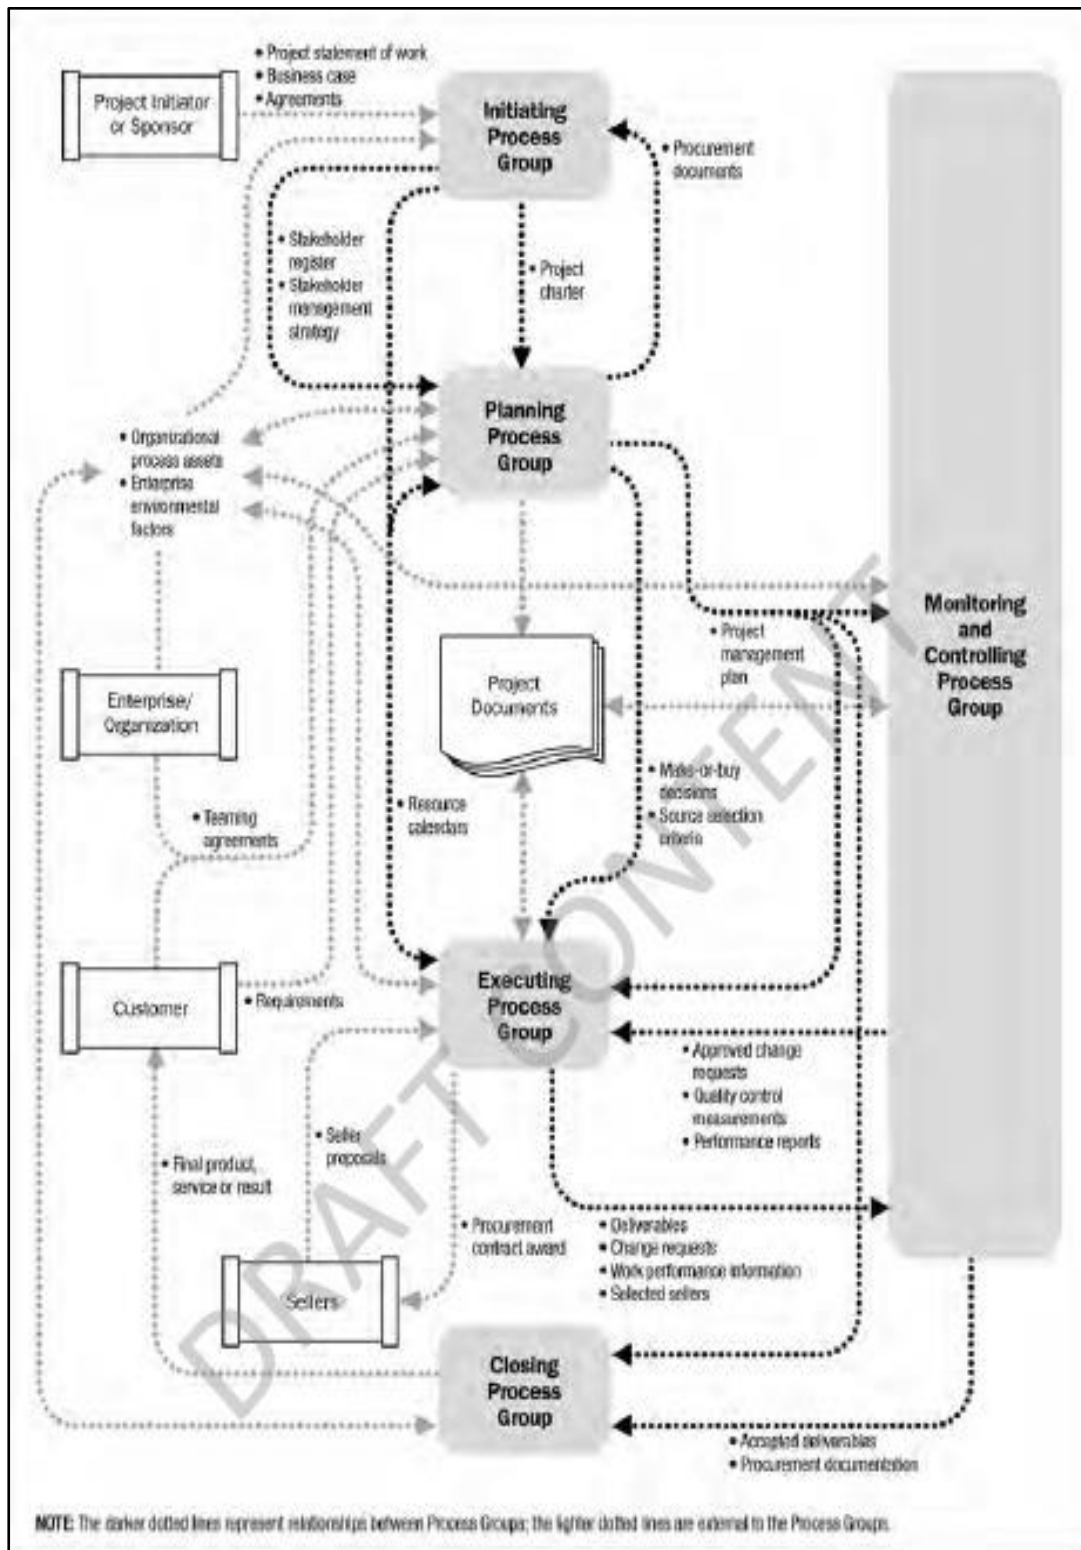 • Project statement of work
• Business case
• Agreements
Project Initiator
or Sponsor
Initiating
Process
Group
• Procurement
documents
• Stakeholder
register
• Stakeholder
management
strategy
• Project
charter
Planning
Process
Group
• Organizational
process assets
• Enterprise
environmental
factors
Monitoring
and
Controlling
Process
Group
• Project
management
plan
Project
Documents
Enterprise/
Organization
• Make-or-buy
decisions
• Source selection
criteria
• Resource
calendars
• Teaming
agreements
Executing
Process
Group
Customer
• Requirements
• Approved change
requests
• Quality control
measurements
• Performance reports
• Seller
proposals
• Final product,
service or result
• Procurement
contract award
• Deliverables
• Change requests
• Work performance information
• Selected sellers
Sellers
Closing
Process
Group
• Accepted deliverables
• Procurement documentation
DRAFT CONTENT
NOTE: The darker dotted lines represent relationships between Process Groups; the lighter dotted lines are external to the Process Groups.